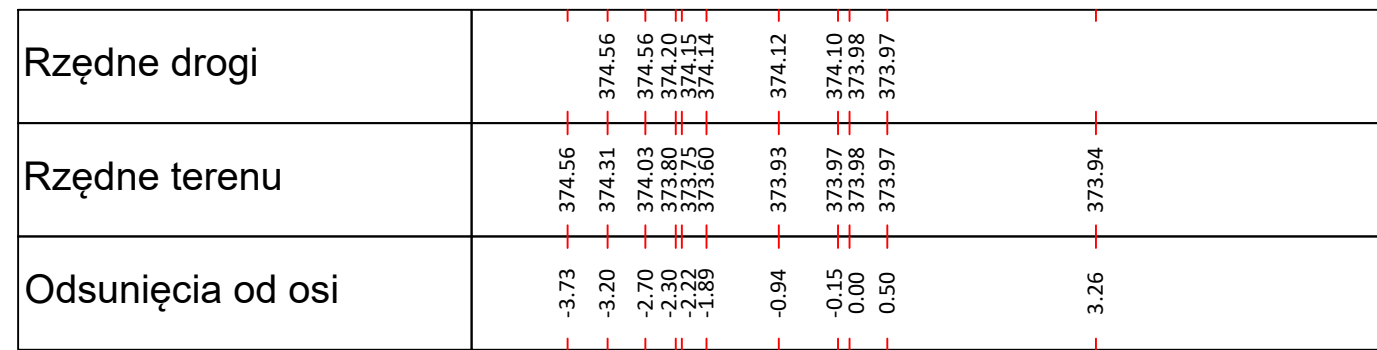 Rzędne drogi 374.56 374.56 374.20 374.15 374.14 374.12 374.10 373.98 373.97
Rzędne terenu 374.56 374.31 374.03 373.80 373.75 373.60 373.93 373.97 373.98 373.97 373.94
Odsunięcia od osi -3.73 -3.20 -2.70 -2.30 -2.22 -1.89 -0.94 -0.15 0.00 0.50 3.26